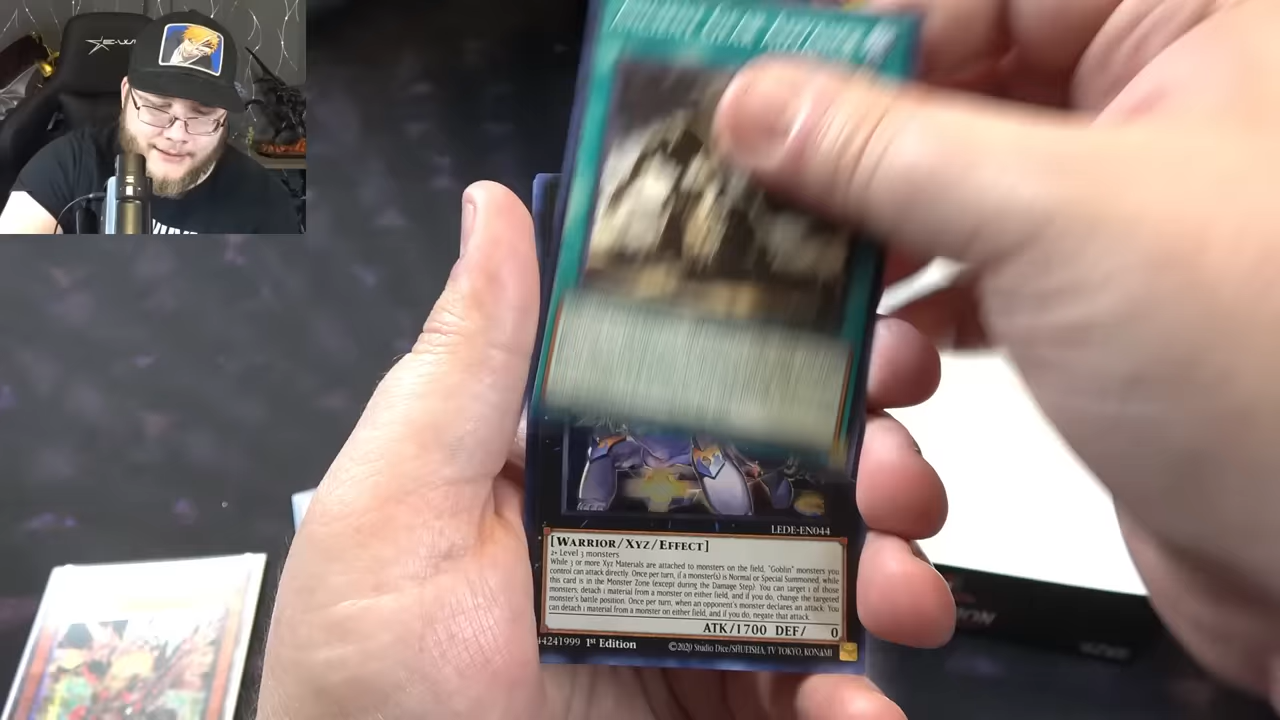 LEDE-EN044
[WARRIOR/XYZ/EFFECT]
2+ Level 3 monsters
While 3 or more Xyz Materials are attached to monsters on the field, "Goblin" monsters you
control can attack directly. Once per turn, if a monster(s) is Normal or Special Summoned, while
this card is in the Monster Zone (except during the Damage Step): You can target 1 of those
monsters; detach 1 material from a monster on either field, and if you do, change the targeted
monster's battle position. Once per turn, when an opponent's monster declares an attack: You
can detach 1 material from a monster on either field, and if you do, negate that attack.
ATK/1700 DEF/ 0
44241999 1st Edition ©2020 Studio Dice/SHUEISHA, TV TOKYO, KONAMI